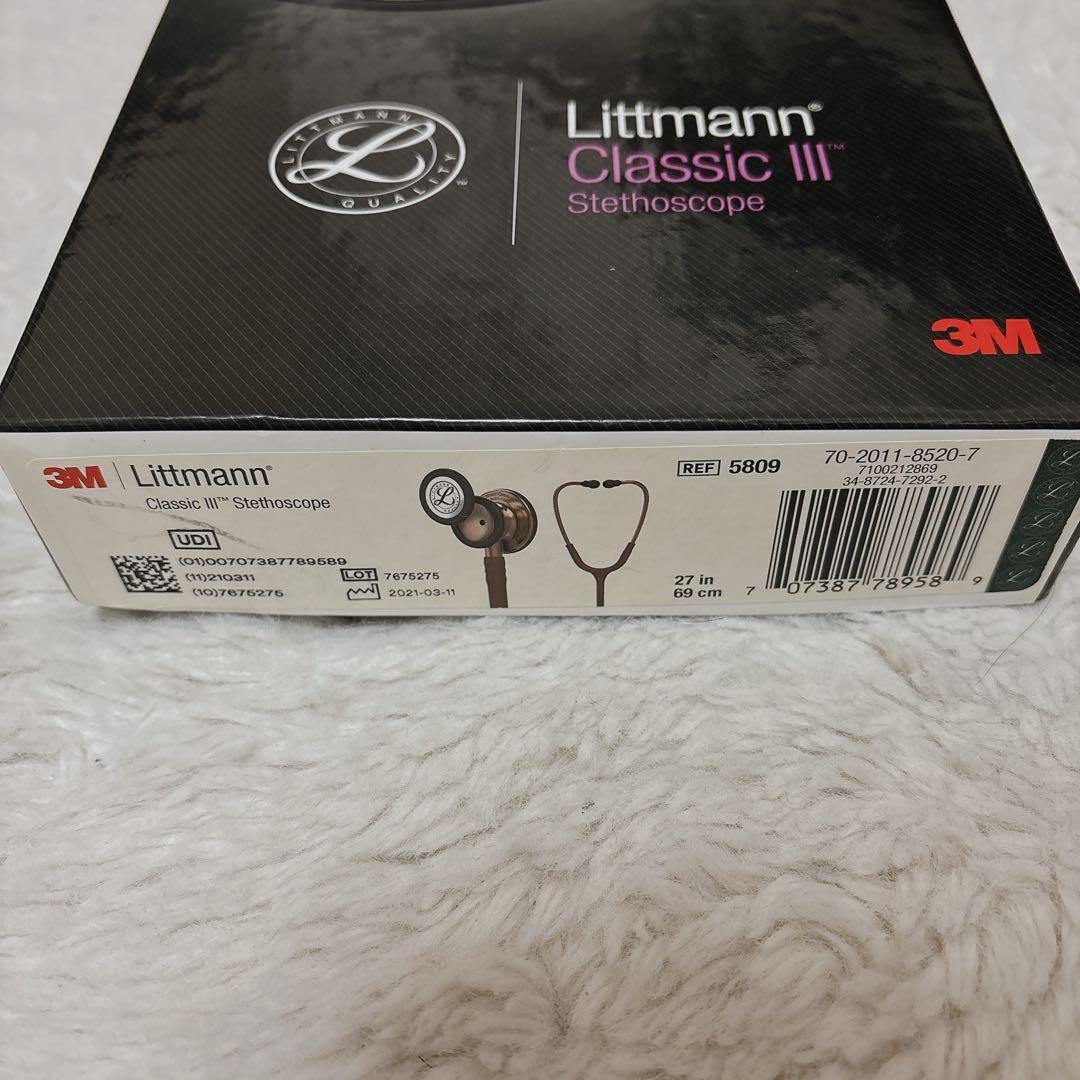 LITTMANN
L
QUALITY™
Littmann®
Classic III™
Stethoscope
3M
3M | Littmann®
Classic III™ Stethoscope
UDI
(01)00707387789589
(11)210311
(10)7675275
LOT 7675275
2021-03-11
REF 5809
27 in
69 cm
70-2011-8520-7
7100212869
34-8724-7292-2
7 07387 78958 9